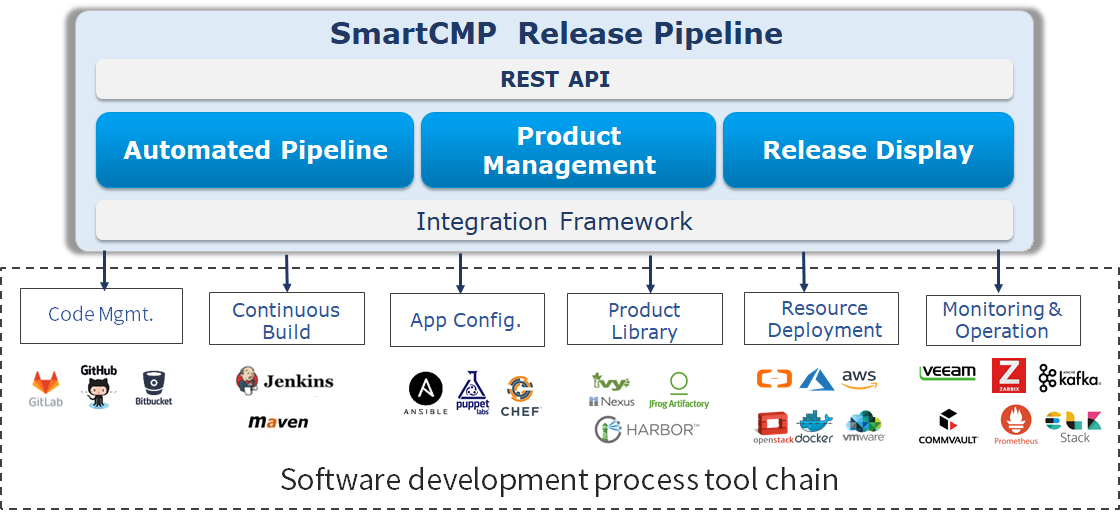 SmartCMP Release Pipeline
REST API
Automated Pipeline
Product
Management
Release Display
Integration Framework
Code Mgmt.
Continuous
Build
App Config.
Product
Library
Resource
Deployment
Monitoring &
Operation
GitLab
GitHub
Bitbucket
Jenkins
maven
ANSIBLE
puppet
labs
CHEF
ivy
Nexus
JFrog Artifactory
HARBOR™
aws
openstack
docker
vmware
veeam
Z
ZABBIX
APACHE
kafka
COMMVAULT
Prometheus
ELK
Stack
Software development process tool chain